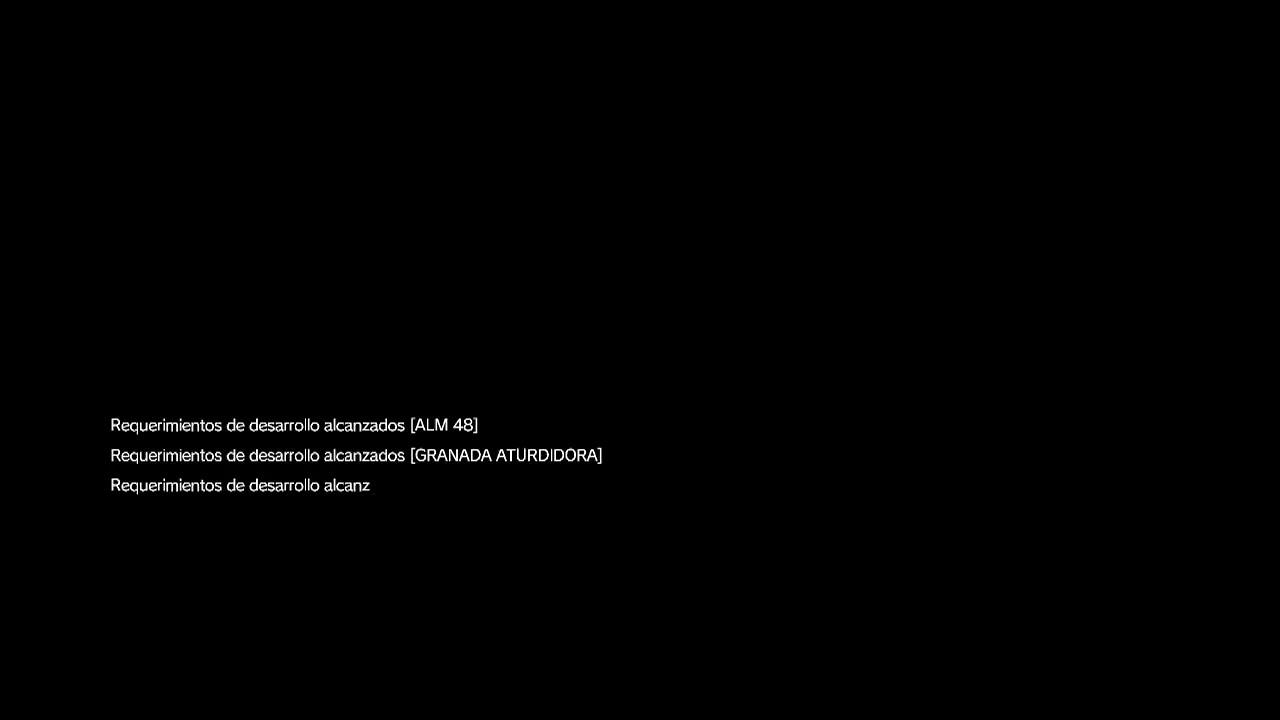 Requerimientos de desarrollo alcanzados [ALM 48]
Requerimientos de desarrollo alcanzados [GRANADA ATURDIDORA]
Requerimientos de desarrollo alcanz